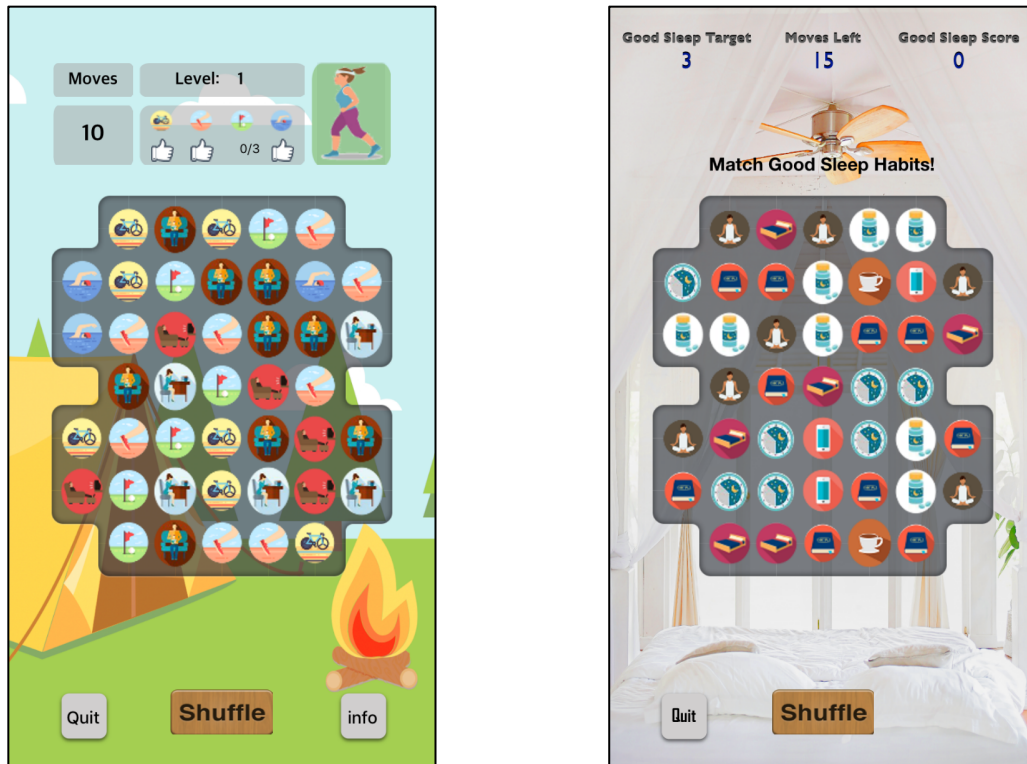 Moves
Level: 1
10
0/3
Quit
Shuffle
info
Good Sleep Target
Moves Left
Good Sleep Score
3
15
0
Match Good Sleep Habits!
Quit
Shuffle